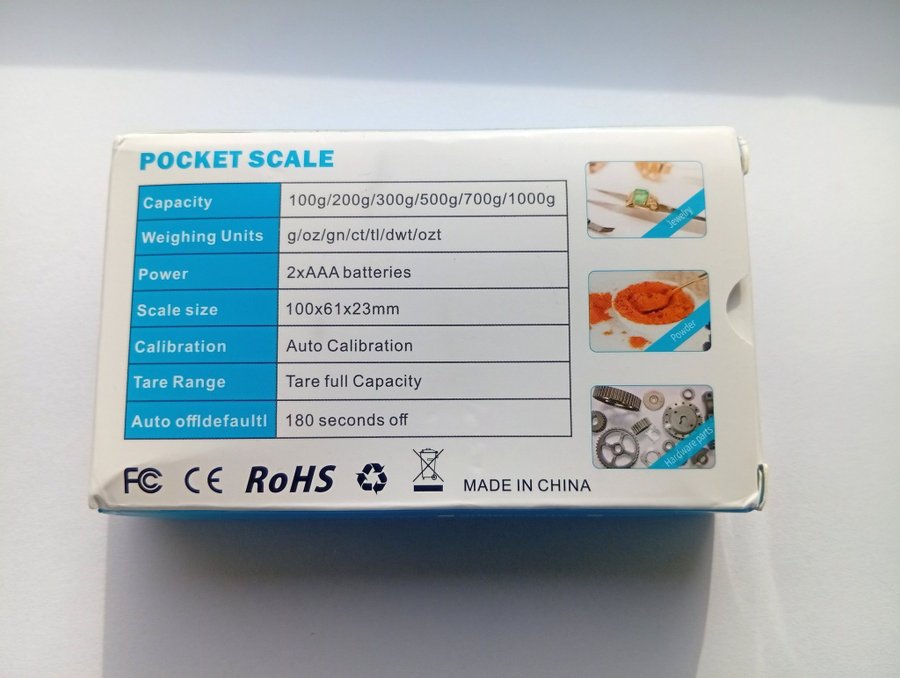 POCKET SCALE
Capacity 100g/200g/300g/500g/700g/1000g
Weighing Units g/oz/gn/ct/tl/dwt/ozt
Power 2xAAA batteries
Scale size 100x61x23mm
Calibration Auto Calibration
Tare Range Tare full Capacity
Auto offldefaultl 180 seconds off
Jewelry
Powder
Hardware parts
FC CE RoHS MADE IN CHINA